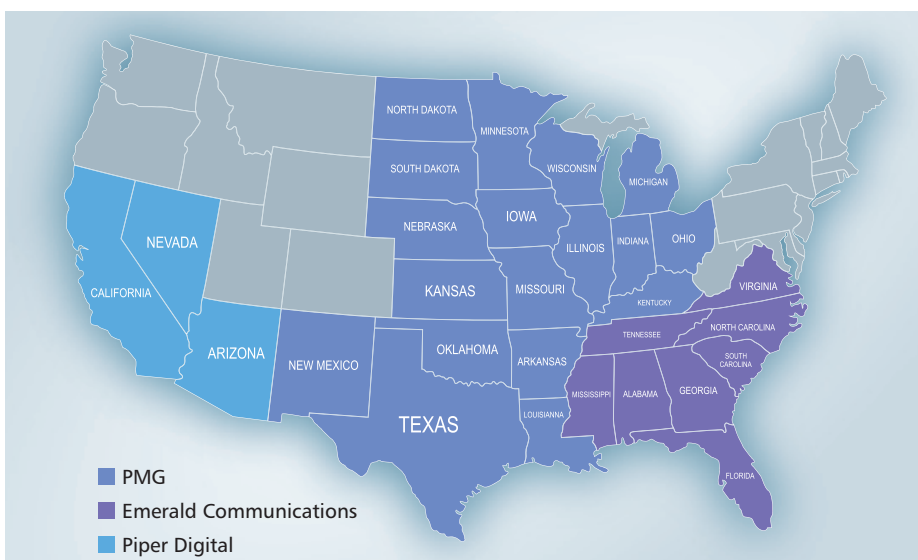 NORTH DAKOTA
MINNESOTA
SOUTH DAKOTA
WISCONSIN
MICHIGAN
NEBRASKA
IOWA
NEVADA
ILLINOIS
INDIANA
OHIO
CALIFORNIA
KANSAS
MISSOURI
VIRGINIA
KENTUCKY
NORTH CAROLINA
TENNESSEE
ARIZONA
OKLAHOMA
SOUTH
CAROLINA
NEW MEXICO
ARKANSAS
MISSISSIPPI
ALABAMA
GEORGIA
LOUISIANNA
TEXAS
FLORIDA
PMG
Emerald Communications
Piper Digital